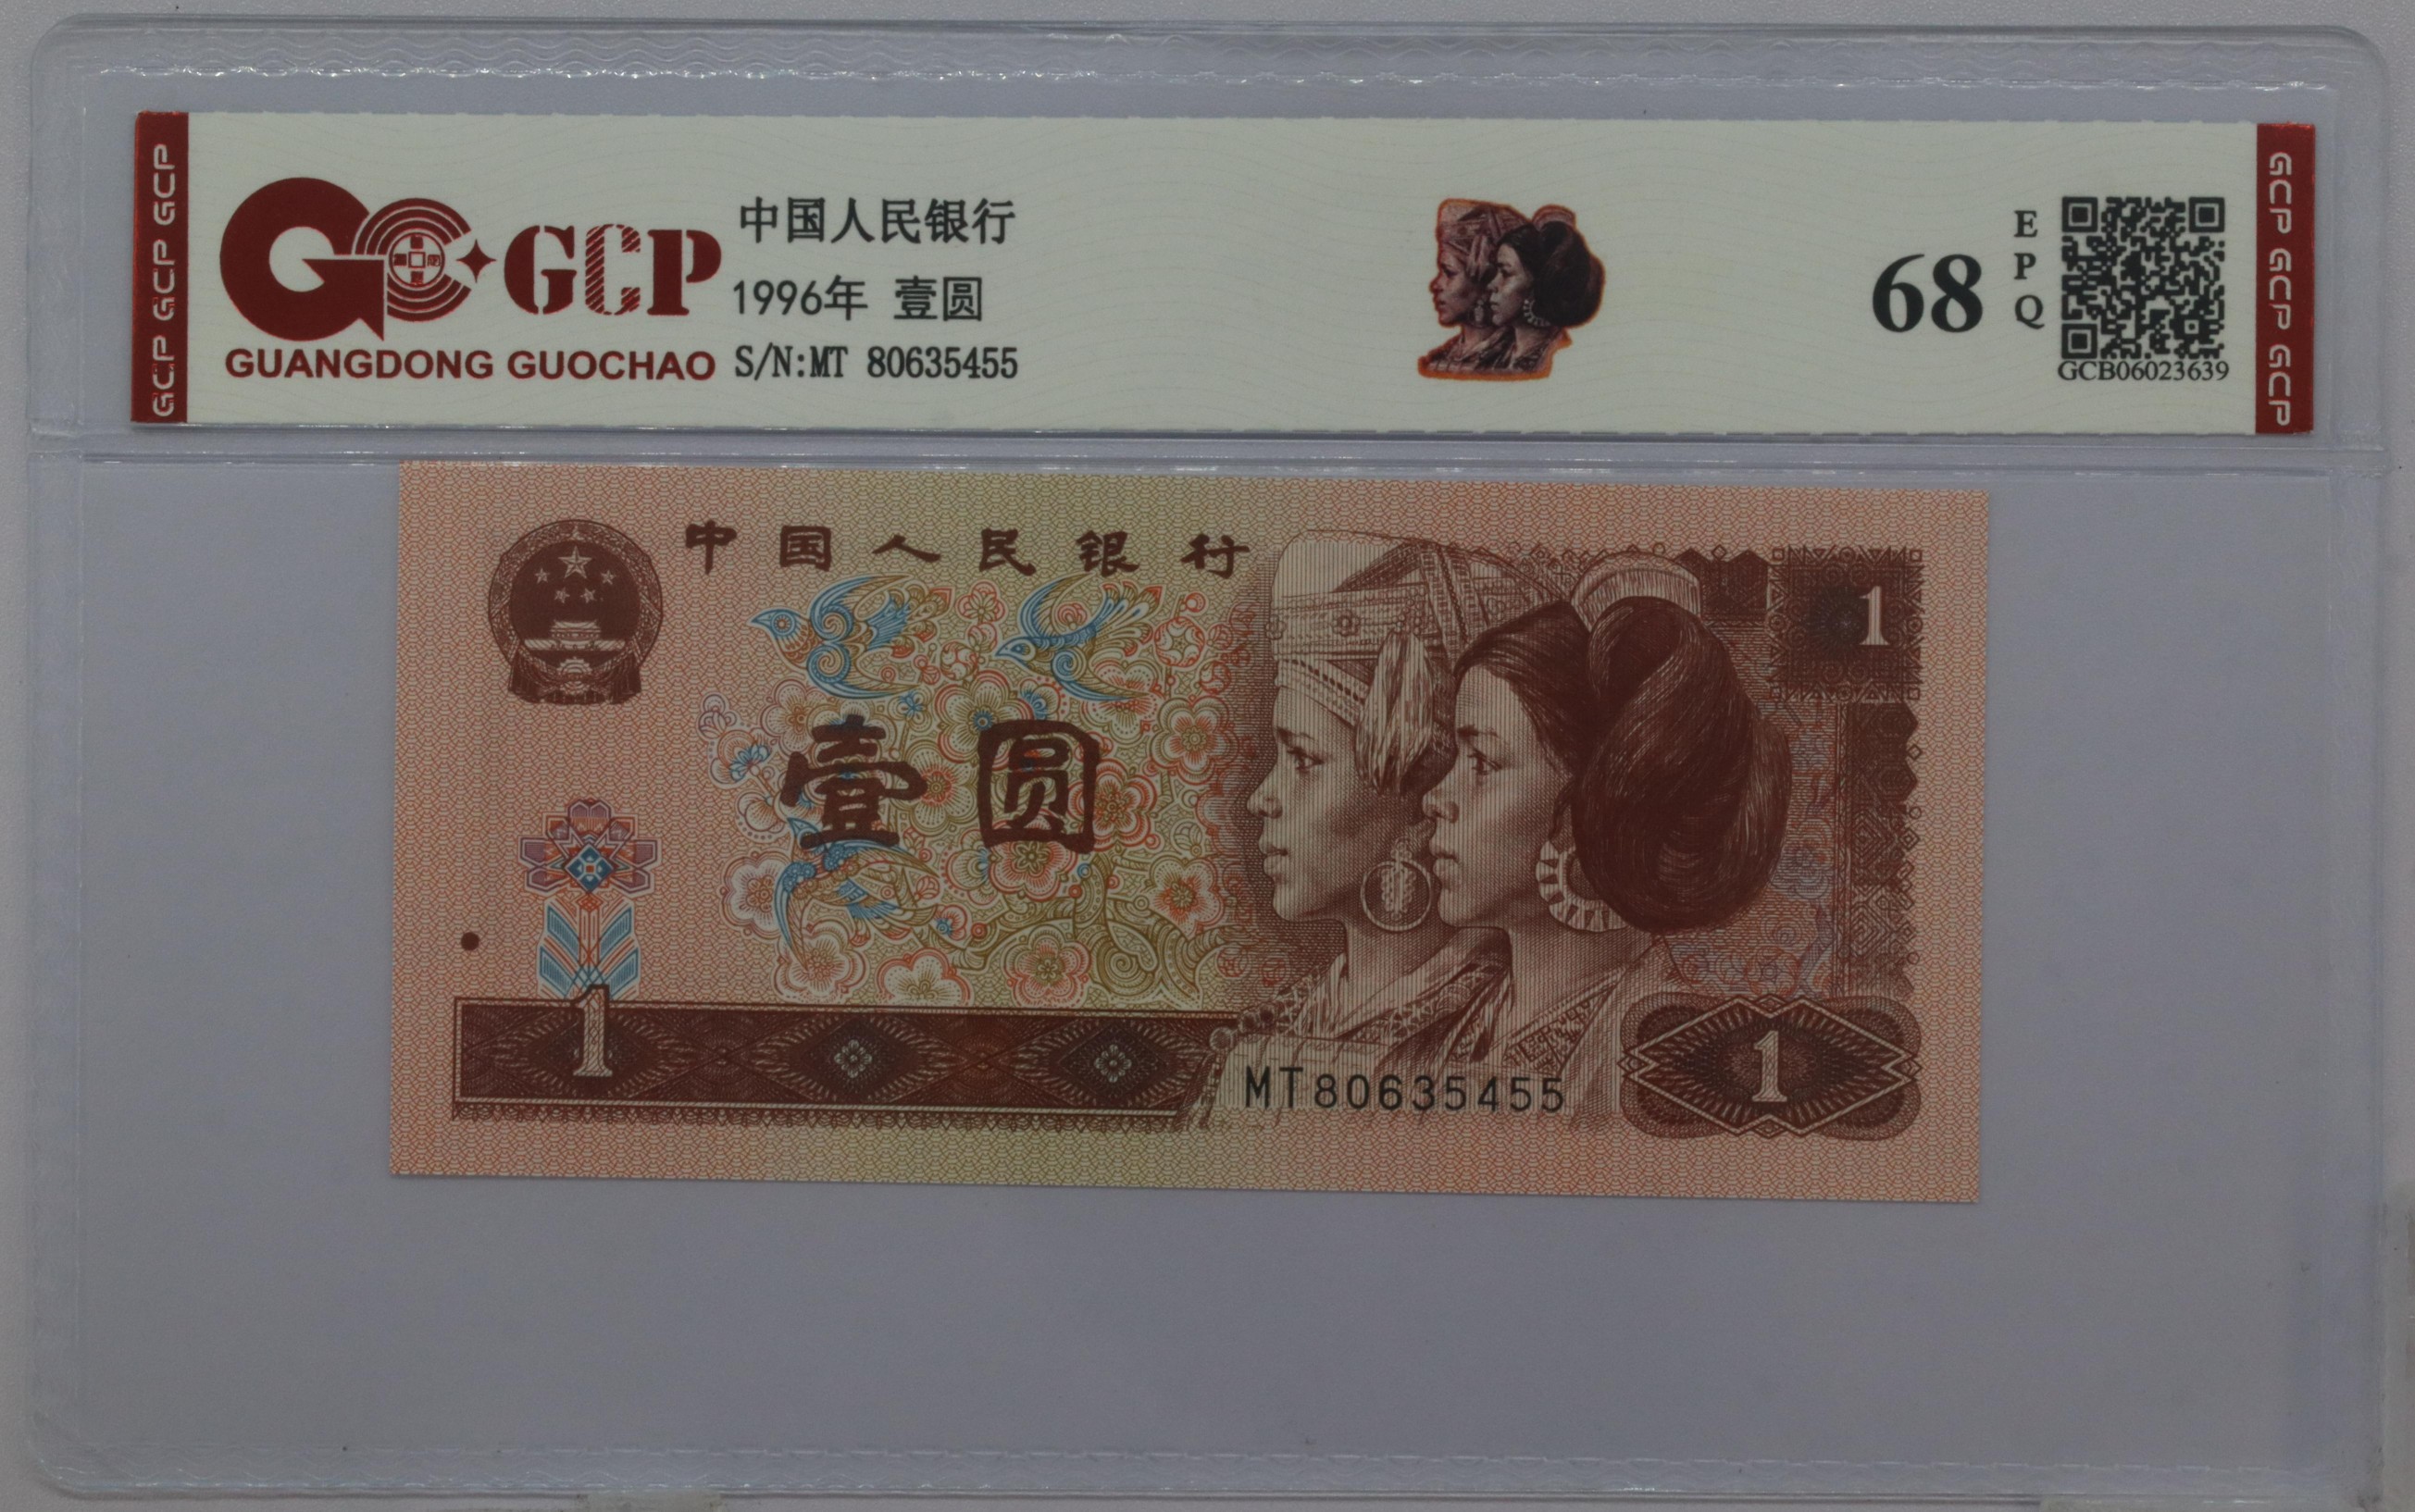 GCP GCP GCP
GCP
GUANGDONG GUOCHAO
中国人民银行
1996年 壹圆
S/N:MT 80635455
68
EPQ
GCB06023639
GCP GCP GCP
中国人民银行
1
壹圆
1
MT80635455
1